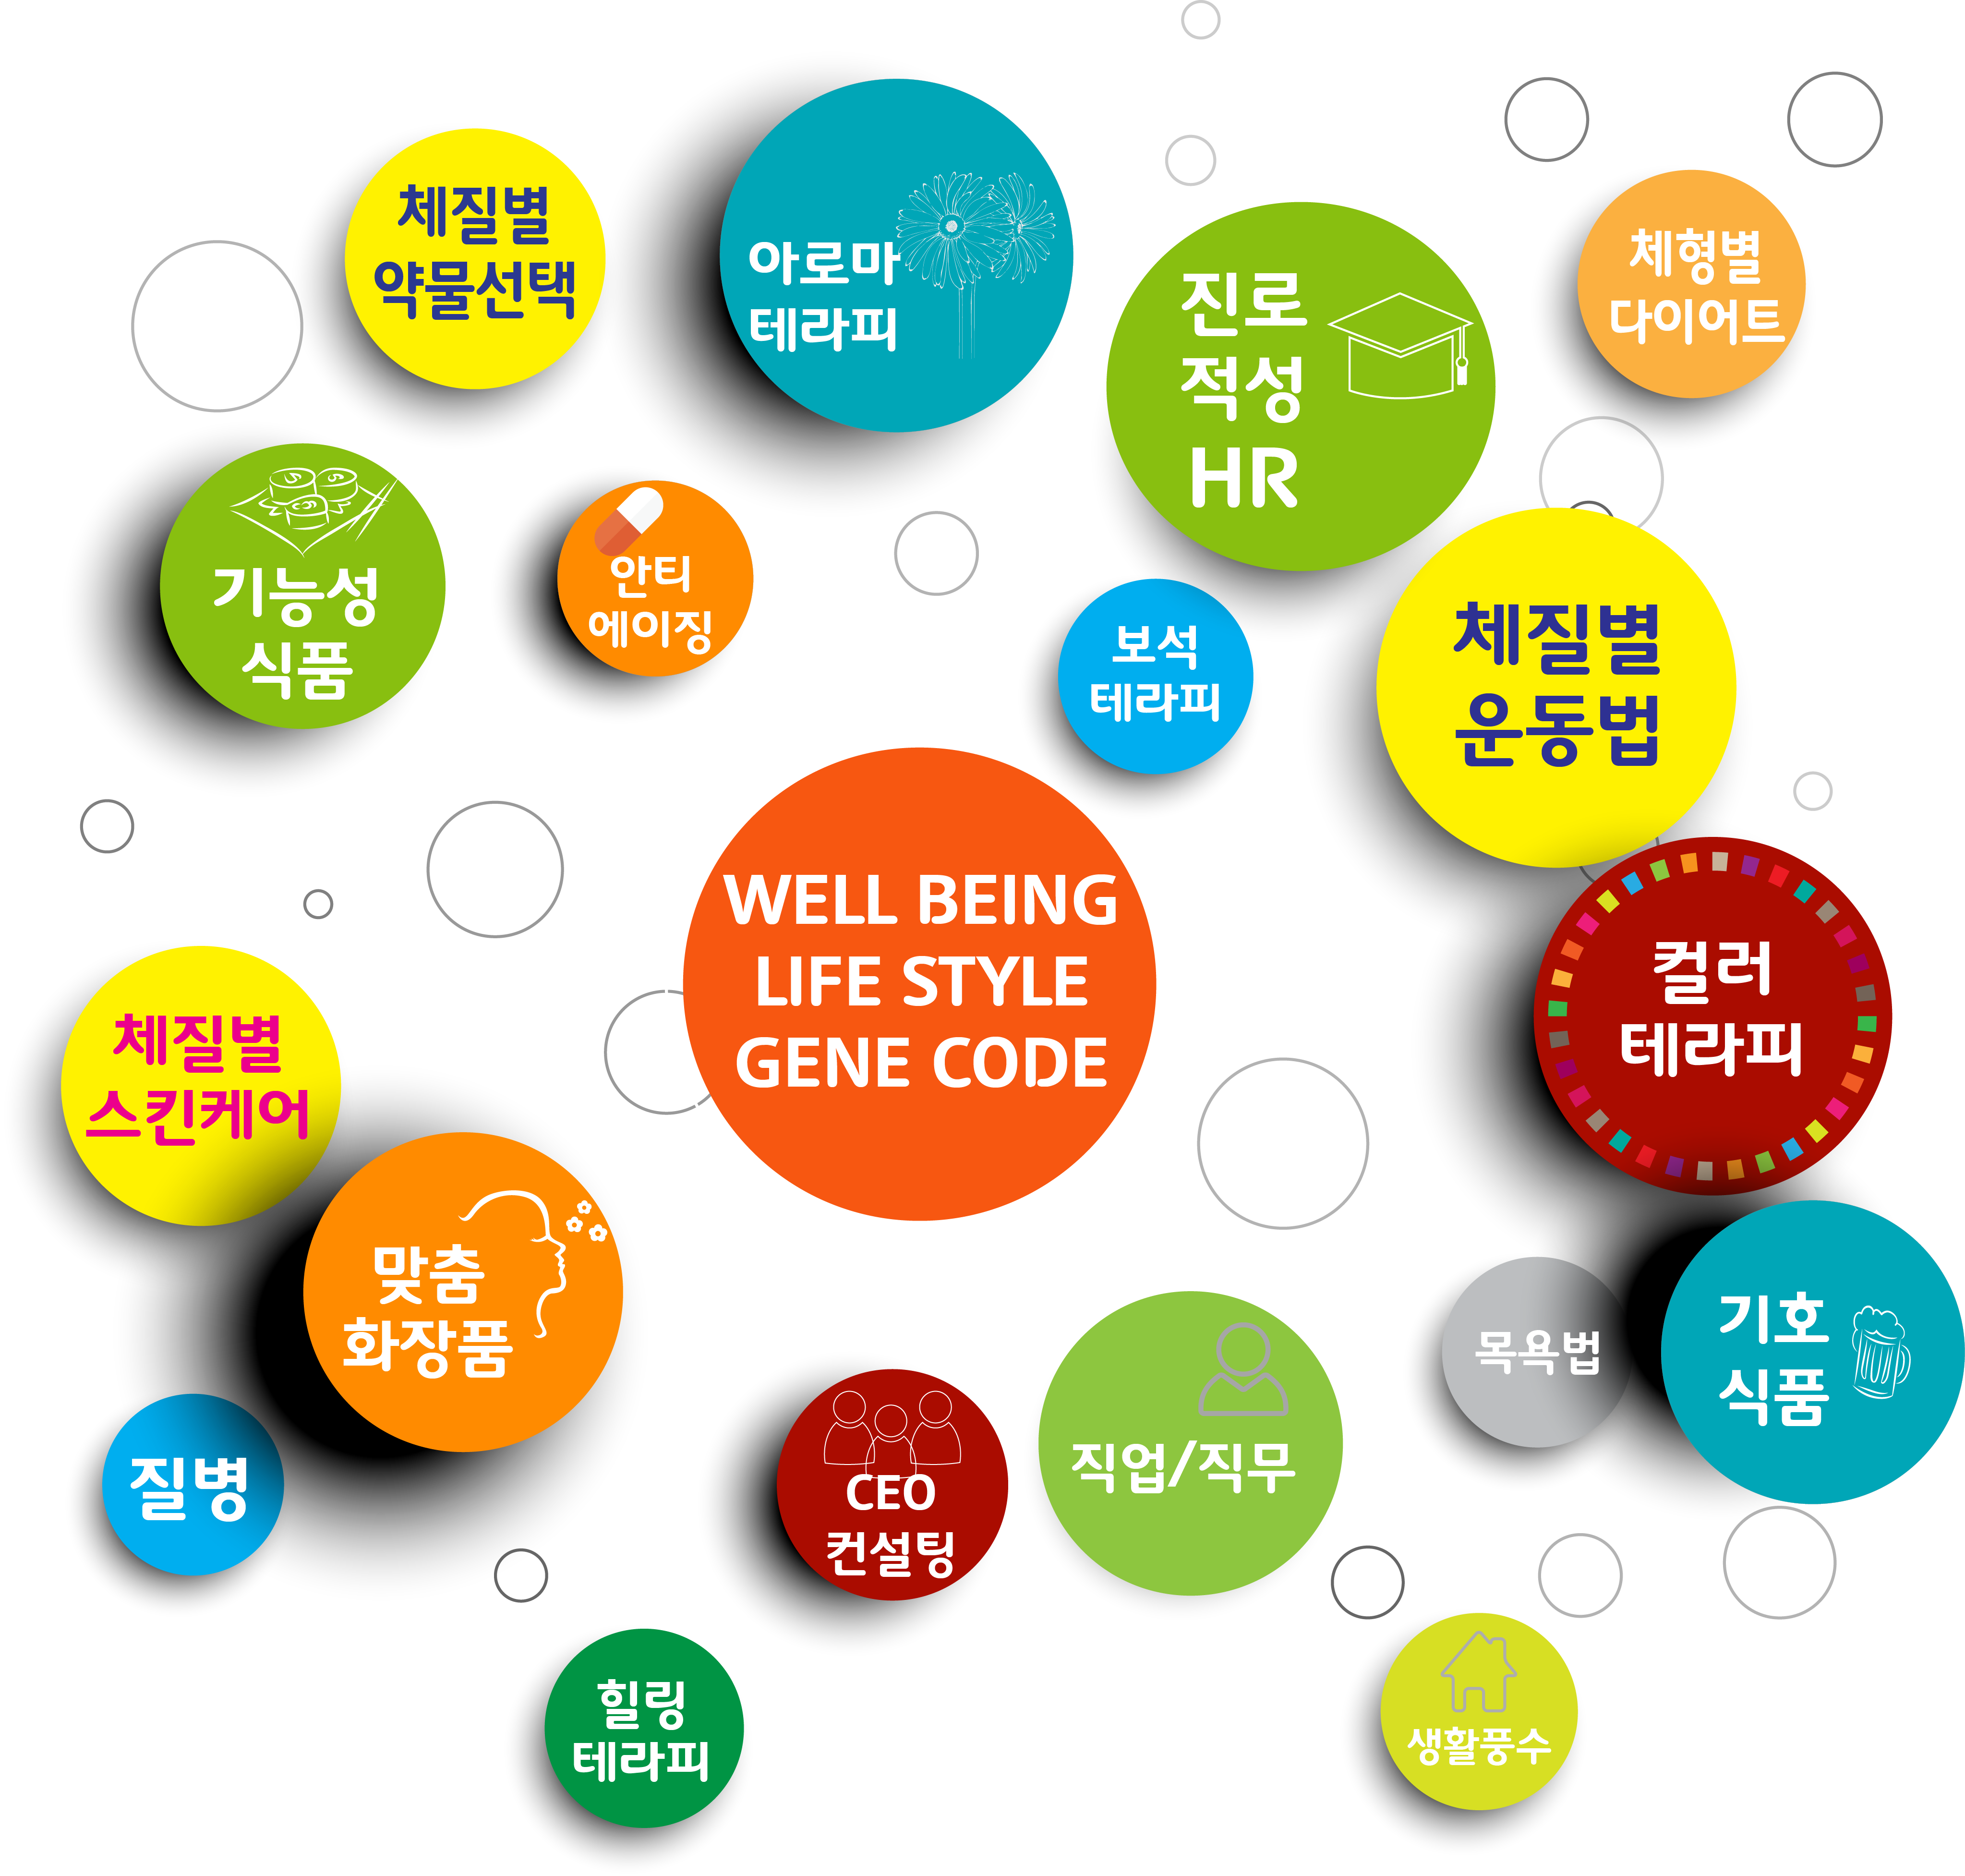 체질별
약물선택
아로마
테라피
진로
적성
HR
체형별
다이어트
기능성
식품
안티
에이징
보석
테라피
체질별
운동법
WELL BEING
LIFE STYLE
GENE CODE
컬러
테라피
체질별
스킨케어
맞춤
화장품
기호
식품
목욕법
직업/직무
CEO
컨설팅
질병
힐링
테라피
생활풍수